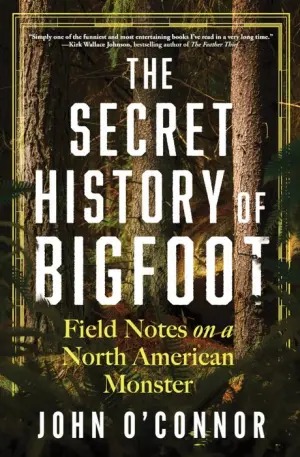 "Simply one of the funniest and most entertaining books I've read in a very long time."
—Kirk Wallace Johnson, bestselling author of The Feather Thief
THE
SECRET
HISTORY OF
BIGFOOT
Field Notes on a
North American
Monster
JOHN O'CONNOR